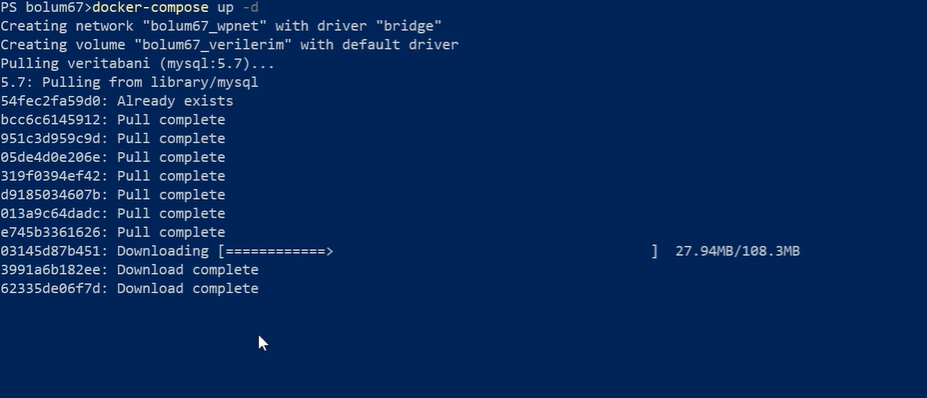 PS bolum67>docker-compose up -d
Creating network "bolum67_wpnet" with driver "bridge"
Creating volume "bolum67_verilerim" with default driver
Pulling veritabani (mysql:5.7)...
5.7: Pulling from library/mysql
54fec2fa59d0: Already exists
bcc6c6145912: Pull complete
951c3d959c9d: Pull complete
05de4d0e206e: Pull complete
319f0394ef42: Pull complete
d9185034607b: Pull complete
013a9c64dadc: Pull complete
e745b3361626: Pull complete
03145d87b451: Downloading [============>                                      ]  27.94MB/108.3MB
3991a6b182ee: Download complete
62335de06f7d: Download complete